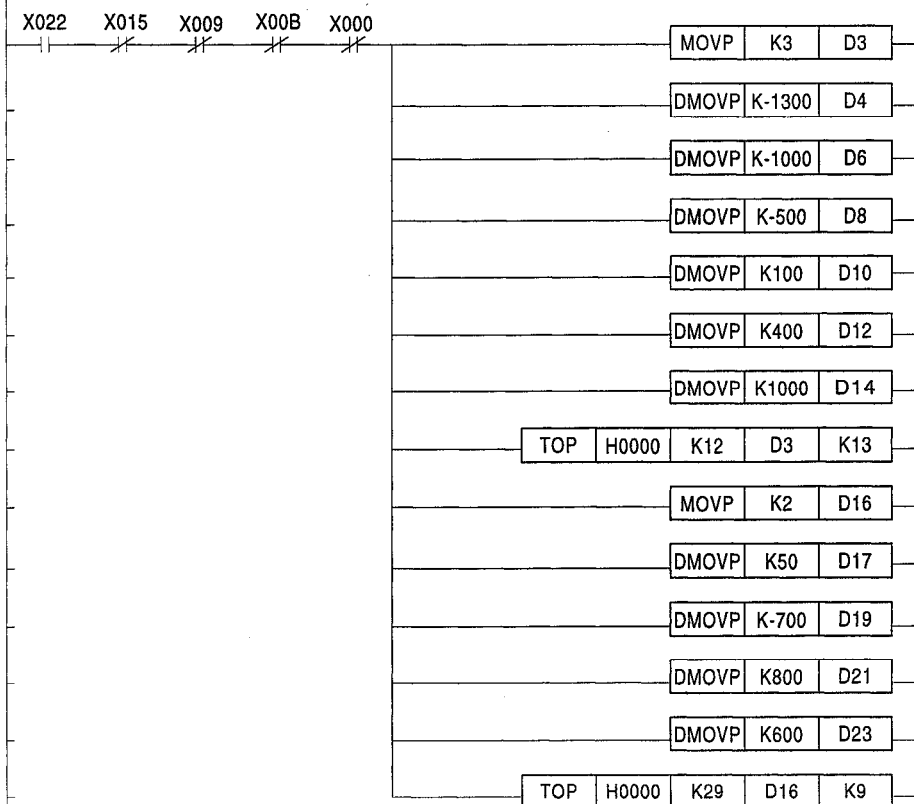 X022 X015 X009 X00B X000
MOVP K3 D3
DMOVP K-1300 D4
DMOVP K-1000 D6
DMOVP K-500 D8
DMOVP K100 D10
DMOVP K400 D12
DMOVP K1000 D14
TOP H0000 K12 D3 K13
MOVP K2 D16
DMOVP K50 D17
DMOVP K-700 D19
DMOVP K800 D21
DMOVP K600 D23
TOP H0000 K29 D16 K9